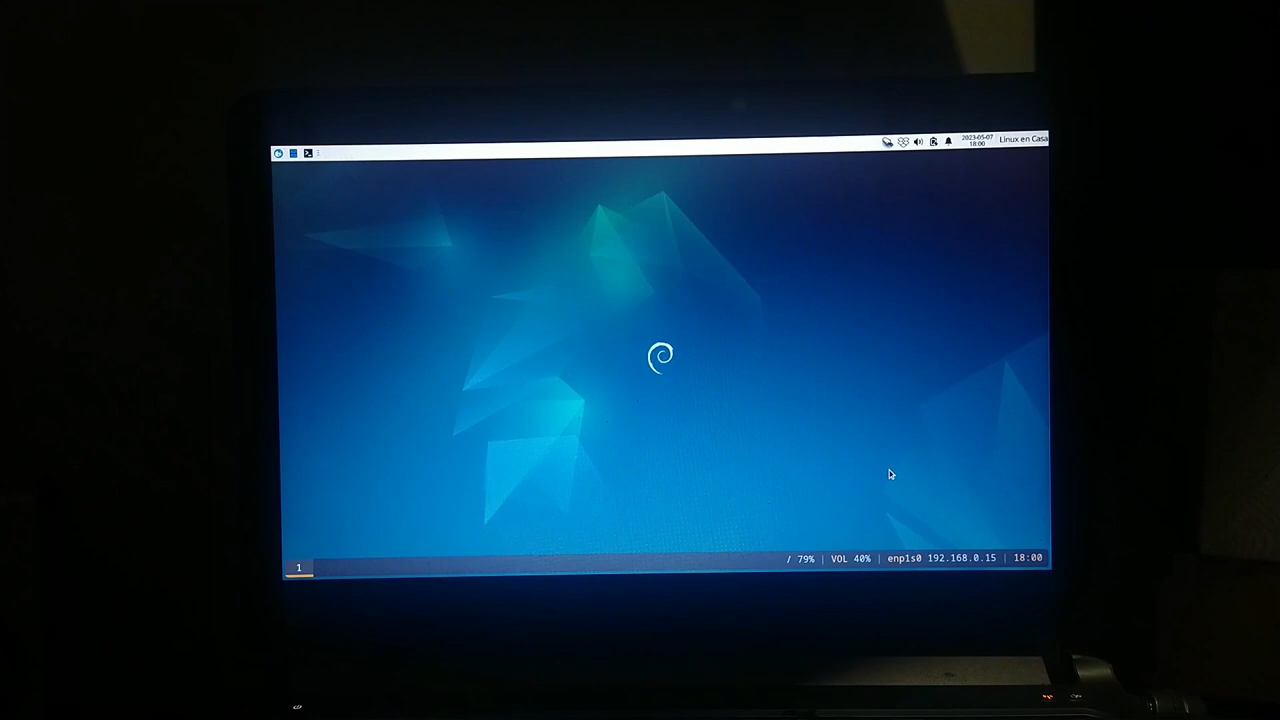 2023-05-07
18:00
Linux en Casa
1
/ 79% | VOL 40% | enp1s0 192.168.0.15 | 18:00